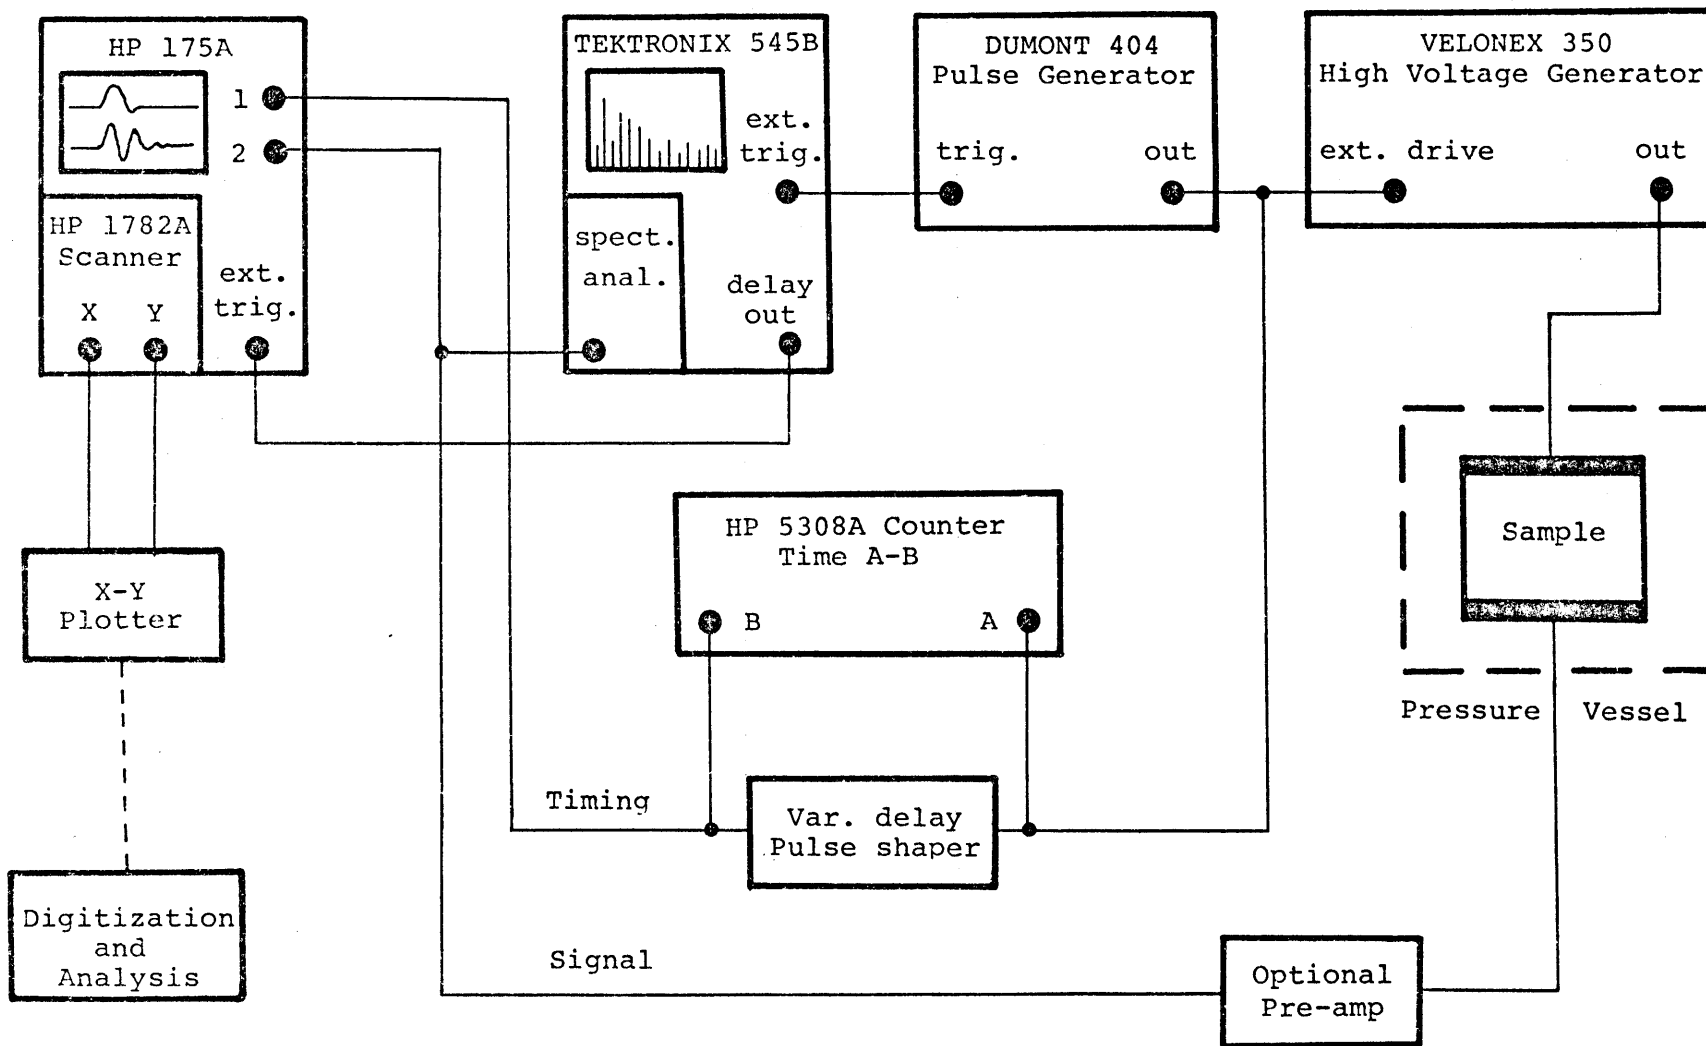 HP 175A
1
2
HP 1782A
Scanner
X Y
ext.
trig.
TEKTRONIX 545B
ext.
trig.
spect.
anal.
delay
out
DUMONT 404
Pulse Generator
trig. out
VELONEX 350
High Voltage Generator
ext. drive out
HP 5308A Counter
Time A-B
B A
Sample
Pressure Vessel
X-Y
Plotter
Timing
Var. delay
Pulse shaper
Digitization
and
Analysis
Signal
Optional
Pre-amp